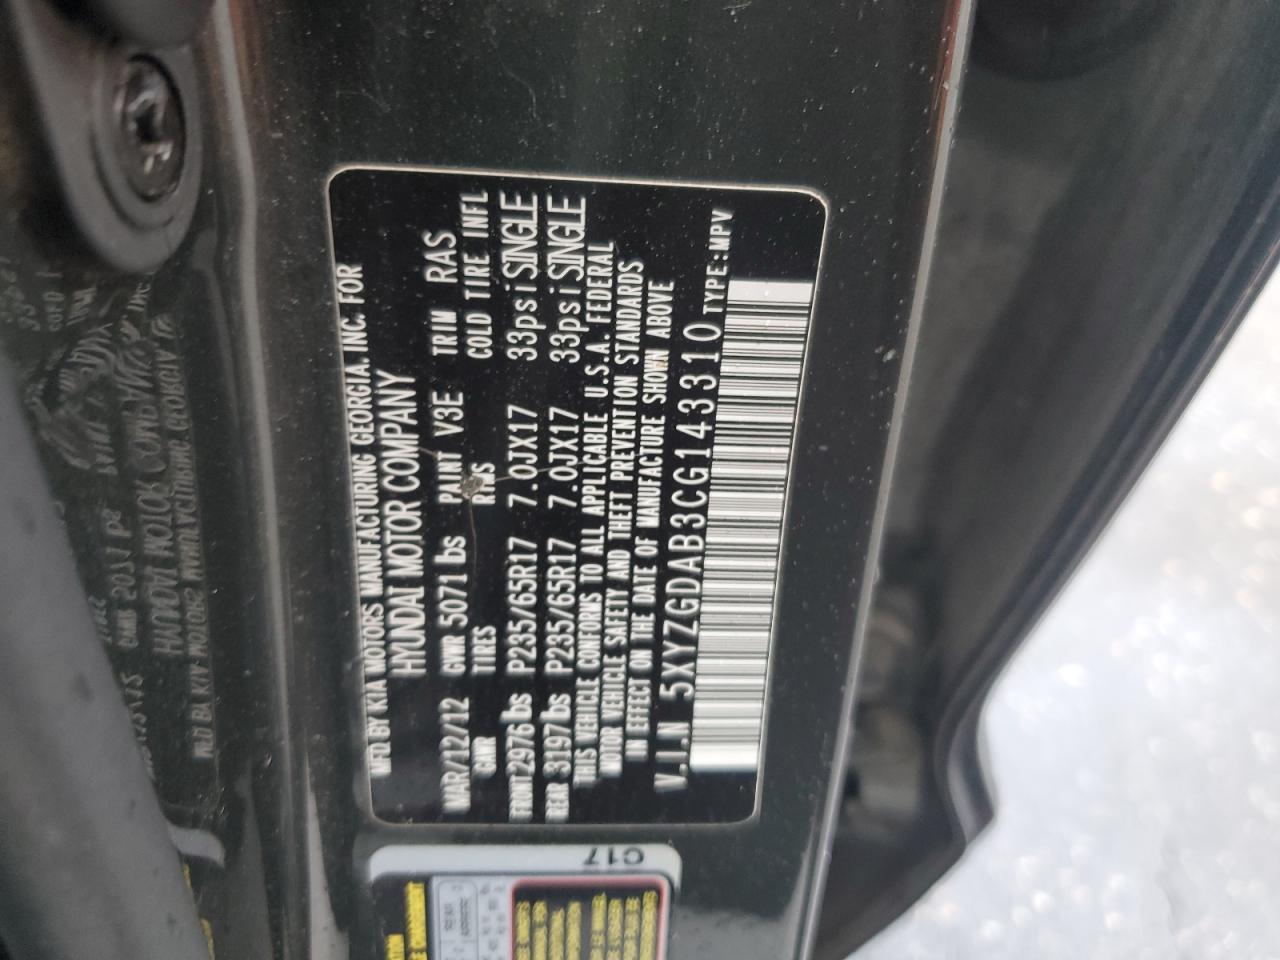 MFD BY KIA MOTORS MANUFACTURING GEORGIA. INC. FOR
HYUNDAI MOTOR COMPANY
MAR/12/12 GVWR 5071lbs PAINT V3E TRIM RAS
GAWR TIRES RIMS COLD TIRE INFL
FRONT 2976lbs P235/65R17 7.0JX17 33psi SINGLE
REAR 3197lbs P235/65R17 7.0JX17 33psi SINGLE
THIS VEHICLE CONFORMS TO ALL APPLICABLE U.S.A. FEDERAL
MOTOR VEHICLE SAFETY AND THEFT PREVENTION STANDARDS
IN EFFECT ON THE DATE OF MANUFACTURE SHOWN ABOVE
V.I.N 5XYZGDAB3CG143310 TYPE:MPV
C17